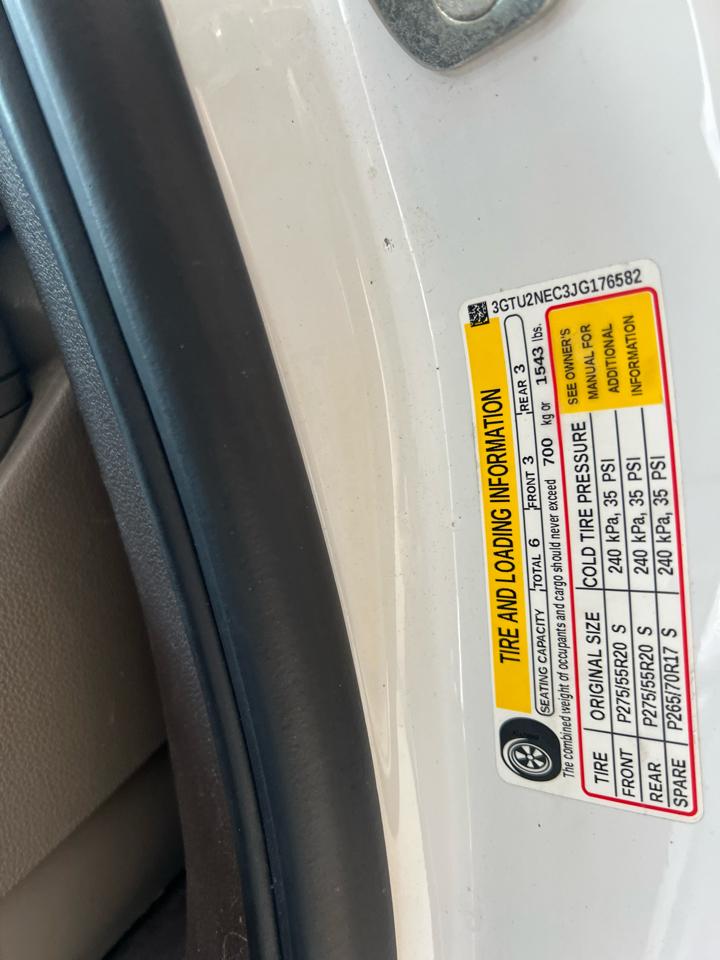 3GTU2NEC3JG176582
TIRE AND LOADING INFORMATION
SEATING CAPACITY TOTAL 6 FRONT 3 REAR 3
The combined weight of occupants and cargo should never exceed 700 kg or 1543 lbs.
TIRE ORIGINAL SIZE COLD TIRE PRESSURE
FRONT P275/55R20 S 240 kPa, 35 PSI
REAR P275/55R20 S 240 kPa, 35 PSI
SPARE P265/70R17 S 240 kPa, 35 PSI
SEE OWNER'S
MANUAL FOR
ADDITIONAL
INFORMATION